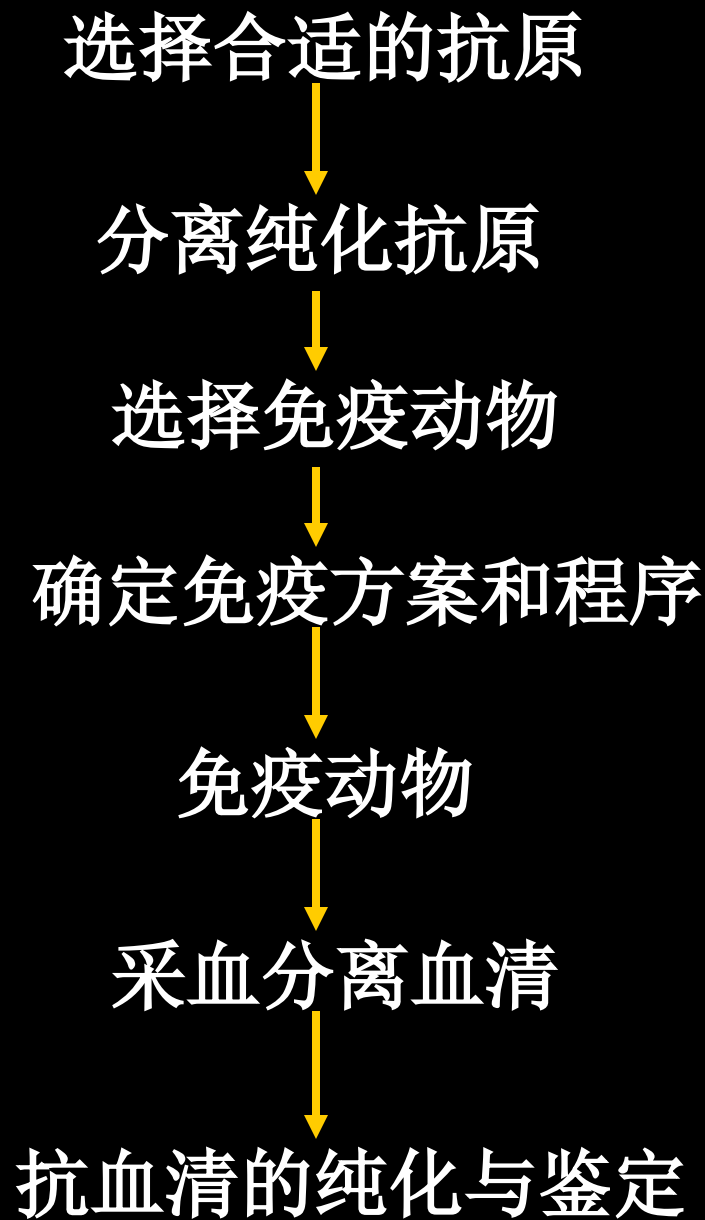 选择合适的抗原
分离纯化抗原
选择免疫动物
确定免疫方案和程序
免疫动物
采血分离血清
抗血清的纯化与鉴定